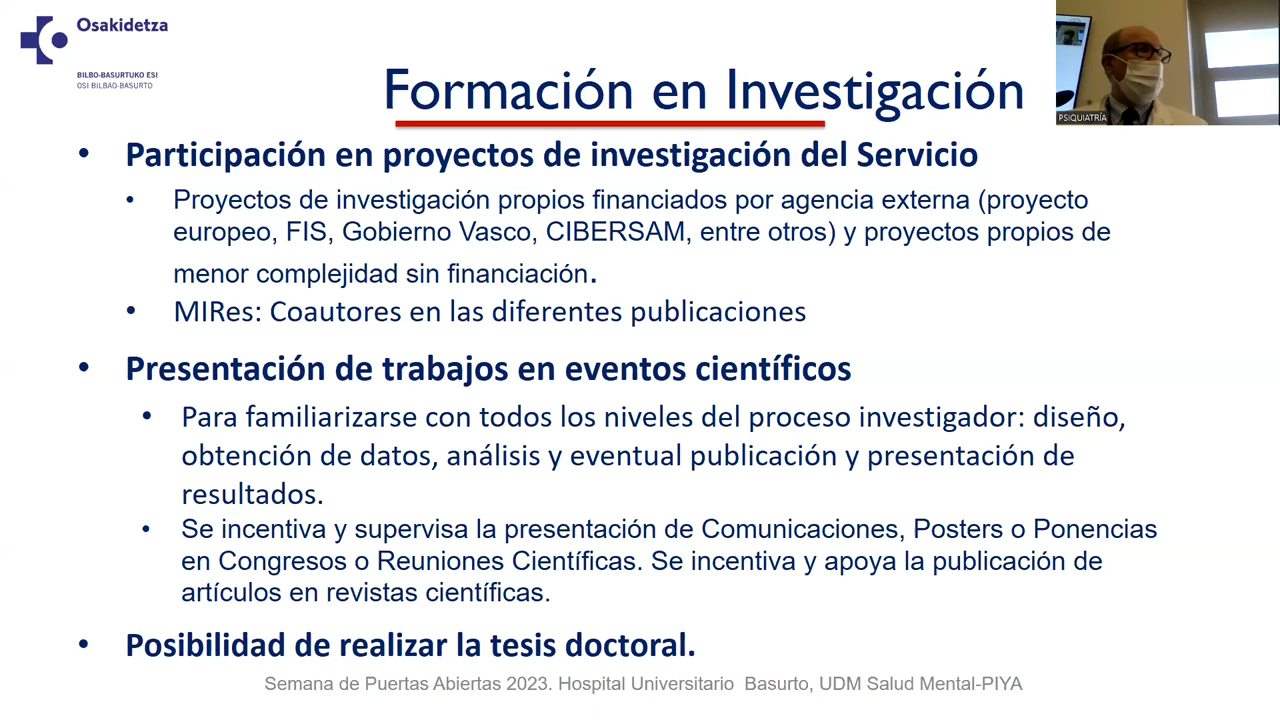 Osakidetza
BILBO-BASURTUKO ESI
OSI BILBAO-BASURTO
Formación en Investigación
PSIQUIATRÍA
• Participación en proyectos de investigación del Servicio
• Proyectos de investigación propios financiados por agencia externa (proyecto
europeo, FIS, Gobierno Vasco, CIBERSAM, entre otros) y proyectos propios de
menor complejidad sin financiación.
• MIRes: Coautores en las diferentes publicaciones
• Presentación de trabajos en eventos científicos
• Para familiarizarse con todos los niveles del proceso investigador: diseño,
obtención de datos, análisis y eventual publicación y presentación de
resultados.
• Se incentiva y supervisa la presentación de Comunicaciones, Posters o Ponencias
en Congresos o Reuniones Científicas. Se incentiva y apoya la publicación de
artículos en revistas científicas.
• Posibilidad de realizar la tesis doctoral.
Semana de Puertas Abiertas 2023. Hospital Universitario Basurto, UDM Salud Mental-PIYA